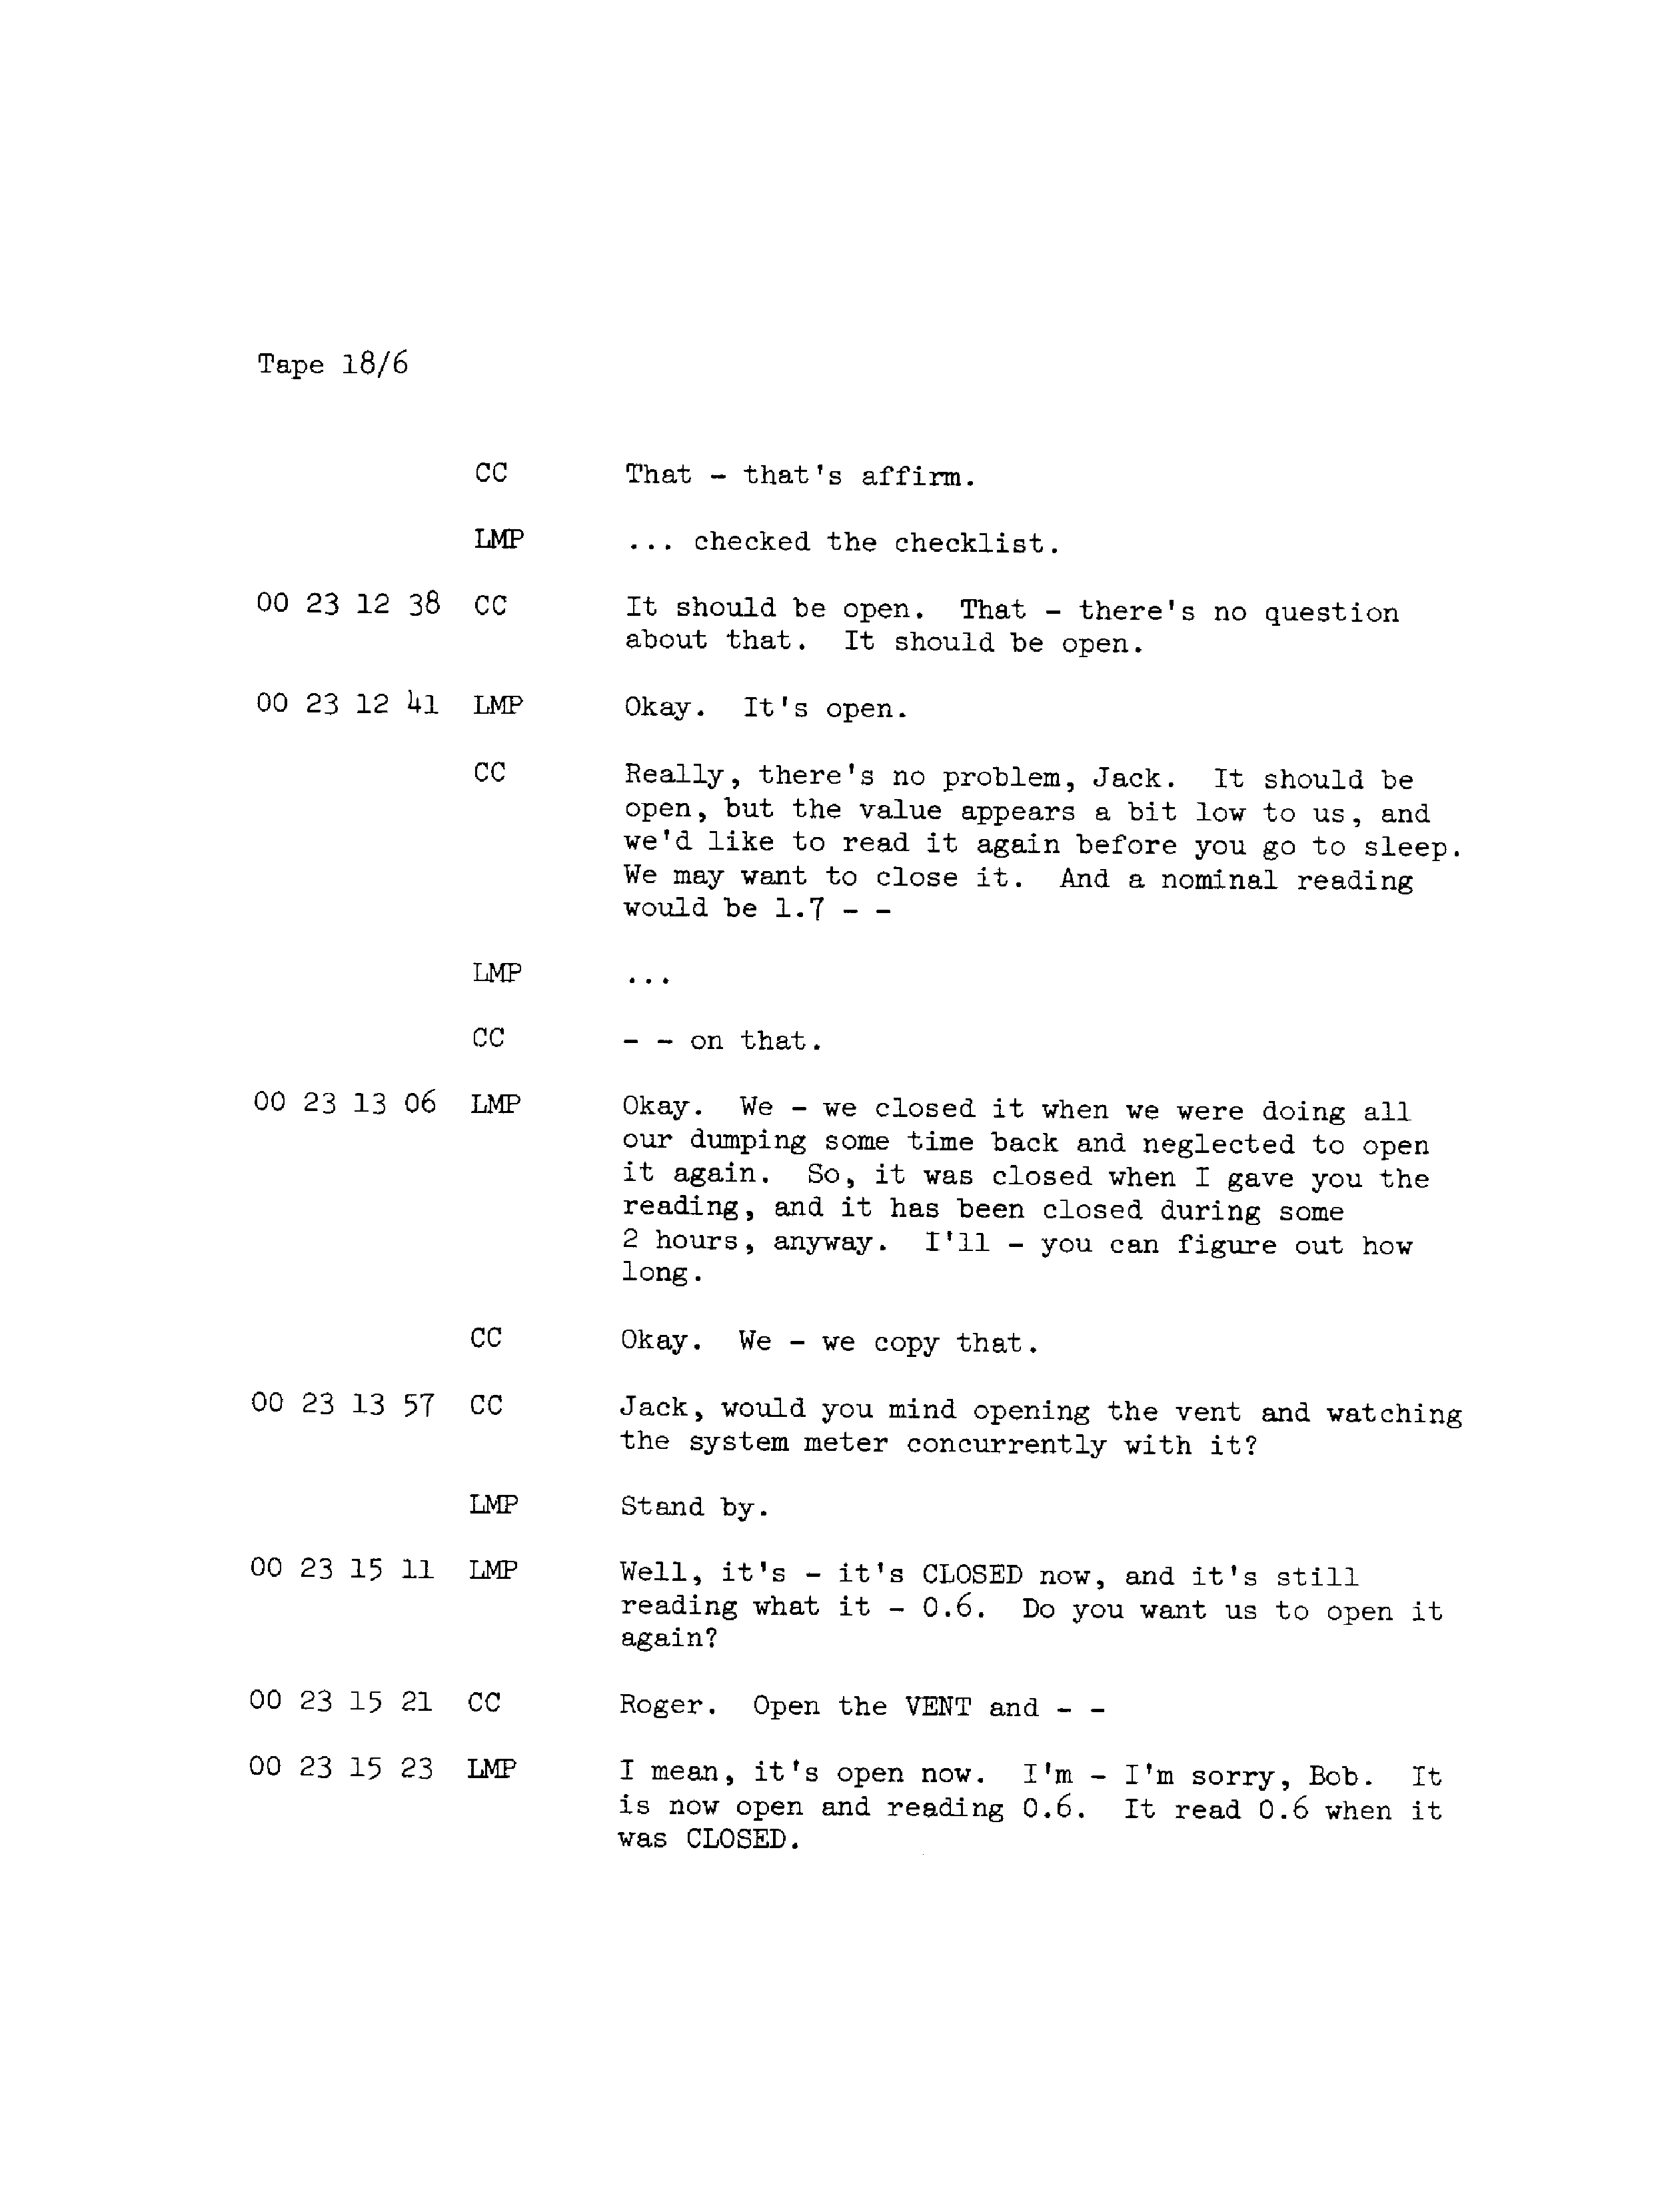 Tape 18/6
CC That - that's affirm.
LMP ... checked the checklist.
00 23 12 38 CC It should be open. That - there's no question
about that. It should be open.
00 23 12 41 LMP Okay. It's open.
CC Really, there's no problem, Jack. It should be
open, but the value appears a bit low to us, and
we'd like to read it again before you go to sleep.
We may want to close it. And a nominal reading
would be 1.7 - -
LMP ...
CC - - on that.
00 23 13 06 LMP Okay. We - we closed it when we were doing all
our dumping some time back and neglected to open
it again. So, it was closed when I gave you the
reading, and it has been closed during some
2 hours, anyway. I'll - you can figure out how
long.
CC Okay. We - we copy that.
00 23 13 57 CC Jack, would you mind opening the vent and watching
the system meter concurrently with it?
LMP Stand by.
00 23 15 11 LMP Well, it's - it's CLOSED now, and it's still
reading what it - 0.6. Do you want us to open it
again?
00 23 15 21 CC Roger. Open the VENT and - -
00 23 15 23 LMP I mean, it's open now. I'm - I'm sorry, Bob. It
is now open and reading 0.6. It read 0.6 when it
was CLOSED.